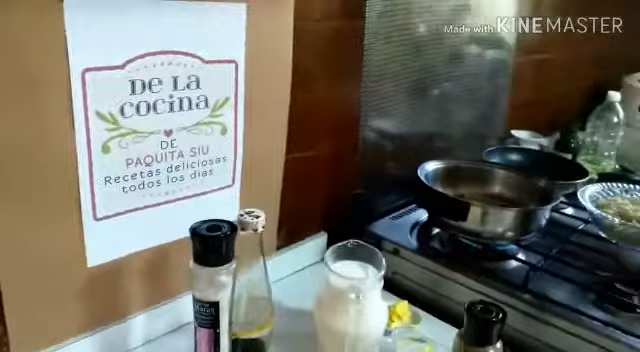 Made with KINEMASTER
De La
cocina
DE
PAQUITA SIU
Recetas deliciosas
todos los días